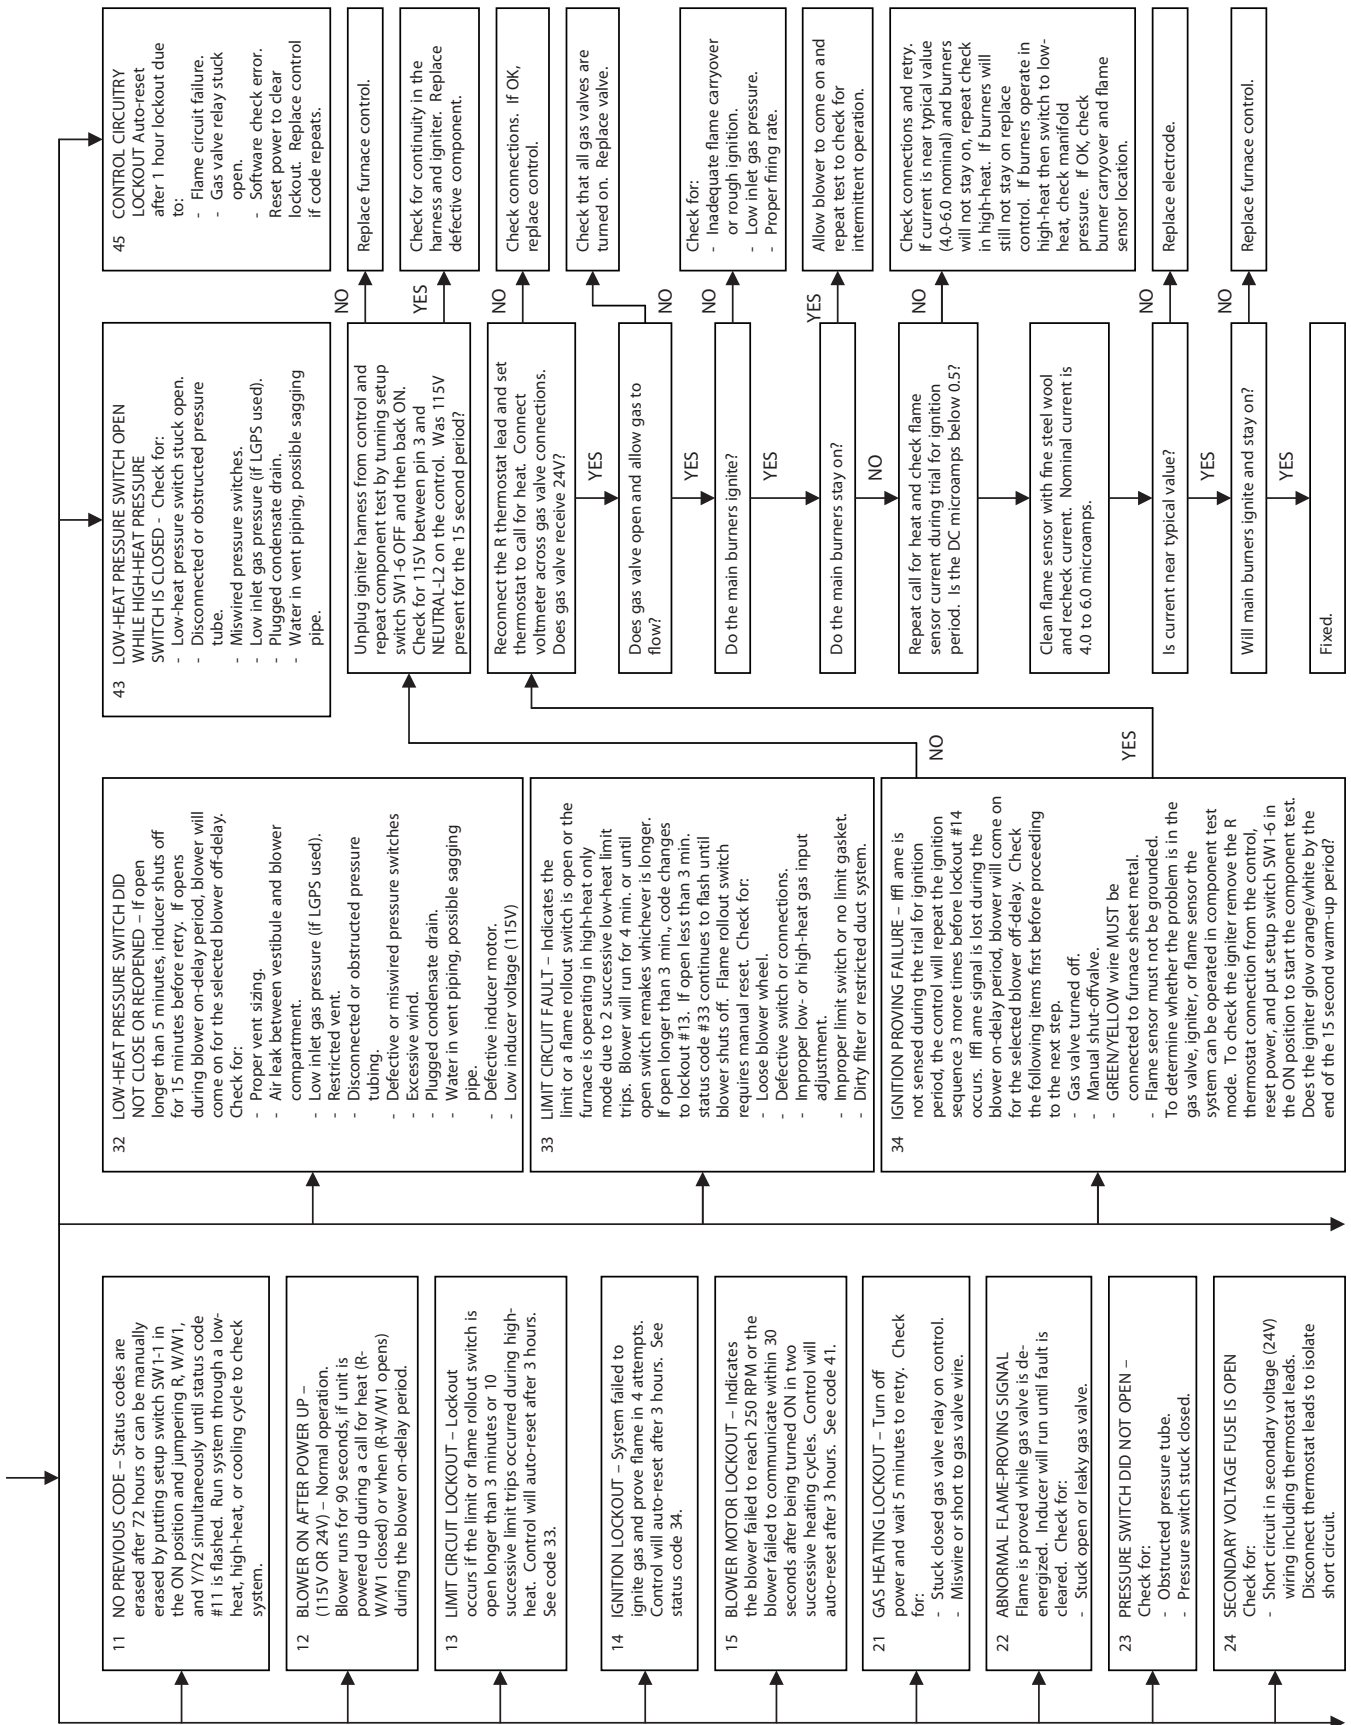 11 NO PREVIOUS CODE – Status codes are
erased after 72 hours or can be manually
erased by putting setup switch SW1-1 in
the ON position and jumpering R, W/W1,
and Y/Y2 simultaneously until status code
#11 is flashed. Run system through a low-
heat, high-heat, or cooling cycle to check
system.
12 BLOWER ON AFTER POWER UP –
(115V OR 24V) – Normal operation.
Blower runs for 90 seconds, if unit is
powered up during a call for heat (R-
W/W1 closed) or when (R-W/W1 opens)
during the blower on-delay period.
13 LIMIT CIRCUIT LOCKOUT – Lockout
occurs if the limit or flame rollout switch is
open longer than 3 minutes or 10
successive limit trips occurred during high-
heat. Control will auto-reset after 3 hours.
See code 33.
14 IGNITION LOCKOUT – System failed to
ignite gas and prove flame in 4 attempts.
Control will auto-reset after 3 hours. See
status code 34.
15 BLOWER MOTOR LOCKOUT – Indicates
the blower failed to reach 250 RPM or the
blower failed to communicate within 30
seconds after being turned ON in two
successive heating cycles. Control will
auto-reset after 3 hours. See code 41.
21 GAS HEATING LOCKOUT – Turn off
power and wait 5 minutes to retry. Check
for:
- Stuck closed gas valve relay on control.
- Miswire or short to gas valve wire.
22 ABNORMAL FLAME-PROVING SIGNAL
Flame is proved while gas valve is de-
energized. Inducer will run until fault is
cleared. Check for:
- Stuck open or leaky gas valve.
23 PRESSURE SWITCH DID NOT OPEN –
Check for:
- Obstructed pressure tube.
- Pressure switch stuck closed.
24 SECONDARY VOLTAGE FUSE IS OPEN
Check for:
- Short circuit in secondary voltage (24V)
wiring including thermostat leads.
Disconnect thermostat leads to isolate
short circuit.
32 LOW-HEAT PRESSURE SWITCH DID
NOT CLOSE OR REOPENED – If open
longer than 5 minutes, inducer shuts off
for 15 minutes before retry. If opens
during blower on-delay period, blower will
come on for the selected blower off-delay.
Check for:
- Proper vent sizing.
- Air leak between vestibule and blower
compartment.
- Low inlet gas pressure (if LGPS used).
- Restricted vent.
- Disconnected or obstructed pressure
tubing.
- Defective or miswired pressure switches
- Excessive wind.
- Plugged condensate drain.
- Water in vent piping, possible sagging
pipe.
- Defective inducer motor.
- Low inducer voltage (115V)
33 LIMIT CIRCUIT FAULT – Indicates the
limit or a flame rollout switch is open or the
furnace is operating in high-heat only
mode due to 2 successive low-heat limit
trips. Blower will run for 4 min. or until
open switch remakes whichever is longer.
If open longer than 3 min., code changes
to lockout #13. If open less than 3 min.
status code #33 continues to flash until
blower shuts off. Flame rollout switch
requires manual reset. Check for:
- Loose blower wheel.
- Defective switch or connections.
- Improper low- or high-heat gas input
adjustment.
- Improper limit switch or no limit gasket.
- Dirty filter or restricted duct system.
34 IGNITION PROVING FAILURE – Iffl ame is
not sensed during the trial for ignition
period, the control will repeat the ignition
sequence 3 more times before lockout #14
occurs. Iffl ame signal is lost during the
blower on-delay period, blower will come on
for the selected blower off-delay. Check
the following items first before proceeding
to the next step.
- Gas valve turned off.
- Manual shut-offvalve.
- GREEN/YELLOW wire MUST be
connected to furnace sheet metal.
- Flame sensor must not be grounded.
To determine whether the problem is in the
gas valve, igniter, or flame sensor the
system can be operated in component test
mode. To check the igniter remove the R
thermostat connection from the control,
reset power, and put setup switch SW1-6 in
the ON position to start the component test.
Does the igniter glow orange/white by the
end of the 15 second warm-up period?
NO
YES
43 LOW-HEAT PRESSURE SWITCH OPEN
WHILE HIGH-HEAT PRESSURE
SWITCH IS CLOSED - Check for:
- Low-heat pressure switch stuck open.
- Disconnected or obstructed pressure
tube.
- Miswired pressure switches.
- Low inlet gas pressure (if LGPS used).
- Plugged condensate drain.
- Water in vent piping, possible sagging
pipe.
Unplug igniter harness from control and
repeat component test by turning setup
switch SW1-6 OFF and then back ON.
Check for 115V between pin 3 and
NEUTRAL-L2 on the control. Was 115V
present for the 15 second period?
NO
YES
Reconnect the R thermostat lead and set
thermostat to call for heat. Connect
voltmeter across gas valve connections.
Does gas valve receive 24V?
NO
YES
Does gas valve open and allow gas to
flow?
NO
YES
Do the main burners ignite?
NO
YES
Do the main burners stay on?
YES
NO
Repeat call for heat and check flame
sensor current during trial for ignition
period. Is the DC microamps below 0.5?
NO
Clean flame sensor with fine steel wool
and recheck current. Nominal current is
4.0 to 6.0 microamps.
Is current near typical value?
NO
YES
Will main burners ignite and stay on?
NO
YES
Fixed.
45 CONTROL CIRCUITRY
LOCKOUT Auto-reset
after 1 hour lockout due
to:
- Flame circuit failure.
- Gas valve relay stuck
open.
- Software check error.
Reset power to clear
lockout. Replace control
if code repeats.
Replace furnace control.
Check for continuity in the
harness and igniter. Replace
defective component.
Check connections. If OK,
replace control.
Check that all gas valves are
turned on. Replace valve.
Check for:
- Inadequate flame carryover
or rough ignition.
- Low inlet gas pressure.
- Proper firing rate.
Allow blower to come on and
repeat test to check for
intermittent operation.
Check connections and retry.
If current is near typical value
(4.0-6.0 nominal) and burners
will not stay on, repeat check
in high-heat. If burners will
still not stay on replace
control. If burners operate in
high-heat then switch to low-
heat, check manifold
pressure. If OK, check
burner carryover and flame
sensor location.
Replace electrode.
Replace furnace control.